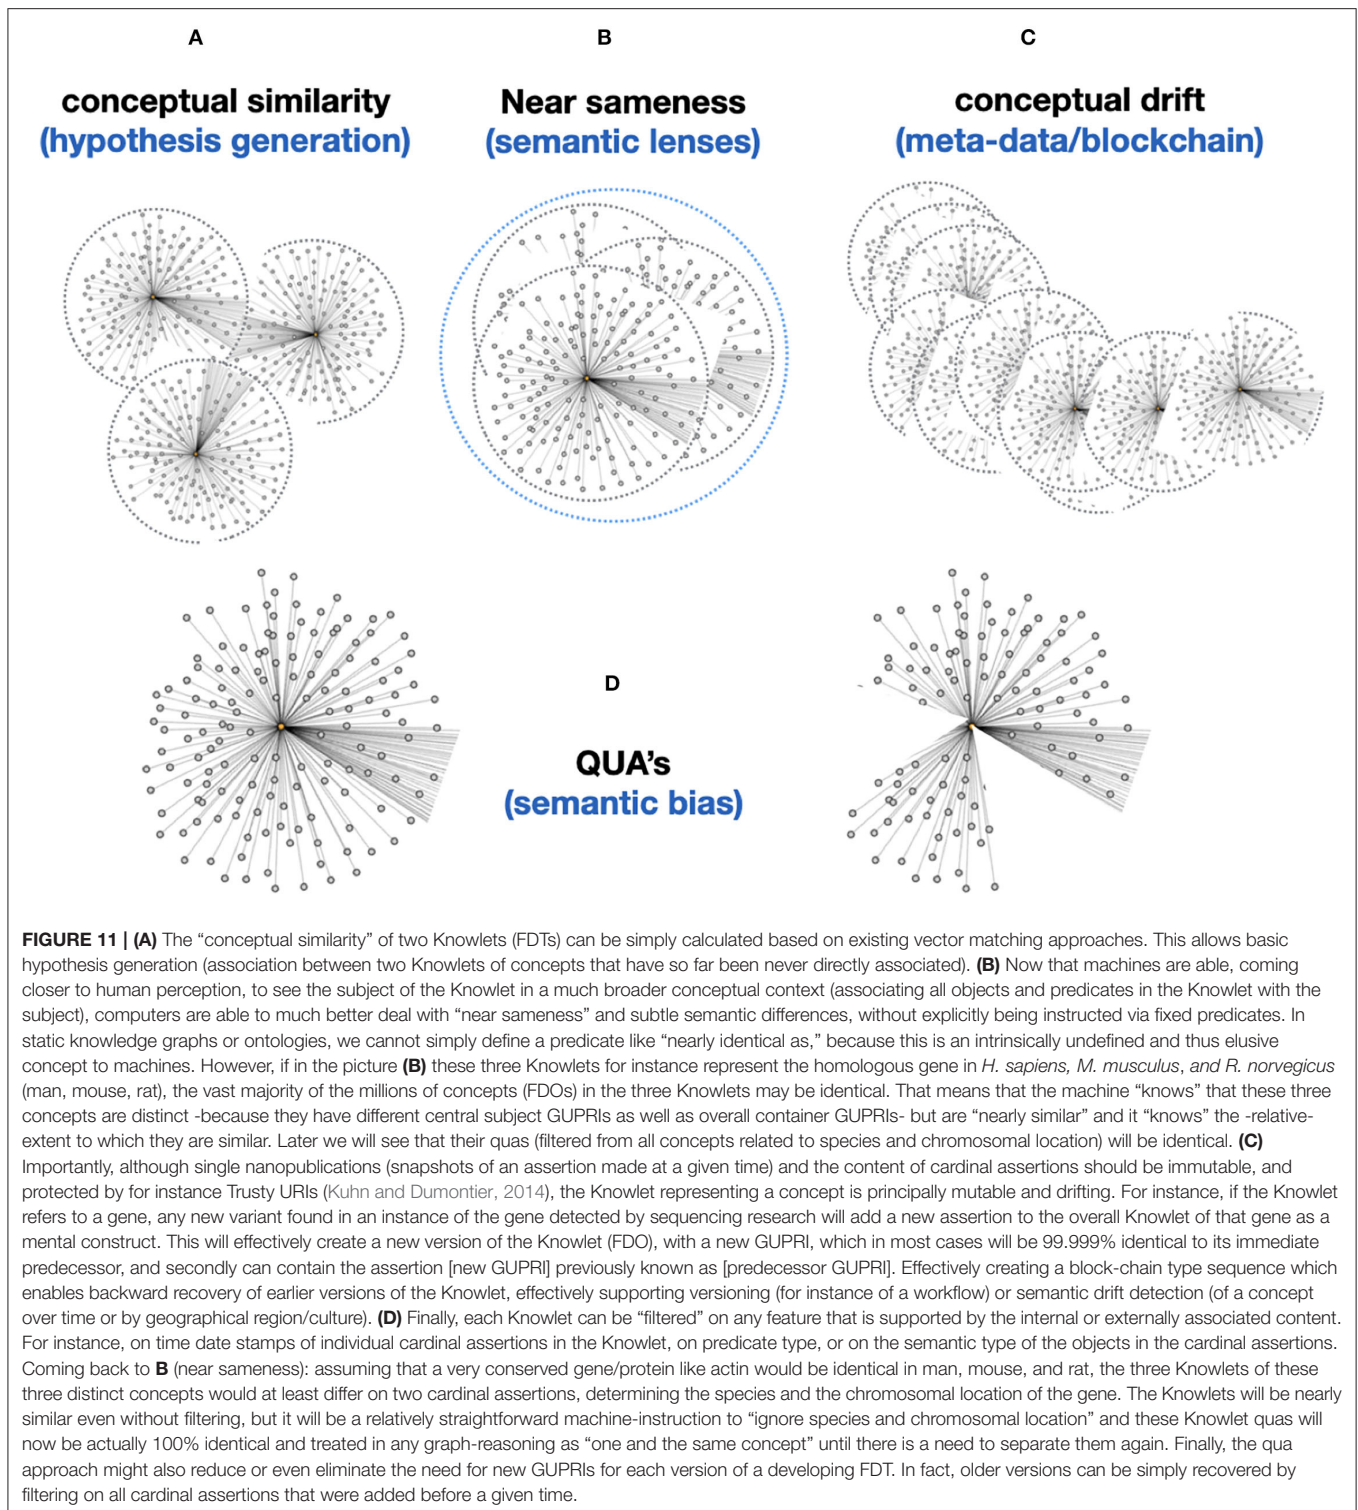 A
B
C
conceptual similarity
(hypothesis generation)
Near sameness
(semantic lenses)
conceptual drift
(meta-data/blockchain)
D
QUA's
(semantic bias)
FIGURE 11 | (A) The “conceptual similarity” of two Knowlets (FDTs) can be simply calculated based on existing vector matching approaches. This allows basic
hypothesis generation (association between two Knowlets of concepts that have so far been never directly associated). (B) Now that machines are able, coming
closer to human perception, to see the subject of the Knowlet in a much broader conceptual context (associating all objects and predicates in the Knowlet with the
subject), computers are able to much better deal with “near sameness” and subtle semantic differences, without explicitly being instructed via fixed predicates. In
static knowledge graphs or ontologies, we cannot simply define a predicate like “nearly identical as,” because this is an intrinsically undefined and thus elusive
concept to machines. However, if in the picture (B) these three Knowlets for instance represent the homologous gene in H. sapiens, M. musculus, and R. norvegicus
(man, mouse, rat), the vast majority of the millions of concepts (FDOs) in the three Knowlets may be identical. That means that the machine “knows” that these three
concepts are distinct -because they have different central subject GUPRIs as well as overall container GUPRIs- but are “nearly similar” and it “knows” the -relative-
extent to which they are similar. Later we will see that their quas (filtered from all concepts related to species and chromosomal location) will be identical. (C)
Importantly, although single nanopublications (snapshots of an assertion made at a given time) and the content of cardinal assertions should be immutable, and
protected by for instance Trusty URIs (Kuhn and Dumontier, 2014), the Knowlet representing a concept is principally mutable and drifting. For instance, if the Knowlet
refers to a gene, any new variant found in an instance of the gene detected by sequencing research will add a new assertion to the overall Knowlet of that gene as a
mental construct. This will effectively create a new version of the Knowlet (FDO), with a new GUPRI, which in most cases will be 99.999% identical to its immediate
predecessor, and secondly can contain the assertion [new GUPRI] previously known as [predecessor GUPRI]. Effectively creating a block-chain type sequence which
enables backward recovery of earlier versions of the Knowlet, effectively supporting versioning (for instance of a workflow) or semantic drift detection (of a concept
over time or by geographical region/culture). (D) Finally, each Knowlet can be “filtered” on any feature that is supported by the internal or externally associated content.
For instance, on time date stamps of individual cardinal assertions in the Knowlet, on predicate type, or on the semantic type of the objects in the cardinal assertions.
Coming back to B (near sameness): assuming that a very conserved gene/protein like actin would be identical in man, mouse, and rat, the three Knowlets of these
three distinct concepts would at least differ on two cardinal assertions, determining the species and the chromosomal location of the gene. The Knowlets will be nearly
similar even without filtering, but it will be a relatively straightforward machine-instruction to “ignore species and chromosomal location” and these Knowlet quas will
now be actually 100% identical and treated in any graph-reasoning as “one and the same concept” until there is a need to separate them again. Finally, the qua
approach might also reduce or even eliminate the need for new GUPRIs for each version of a developing FDT. In fact, older versions can be simply recovered by
filtering on all cardinal assertions that were added before a given time.